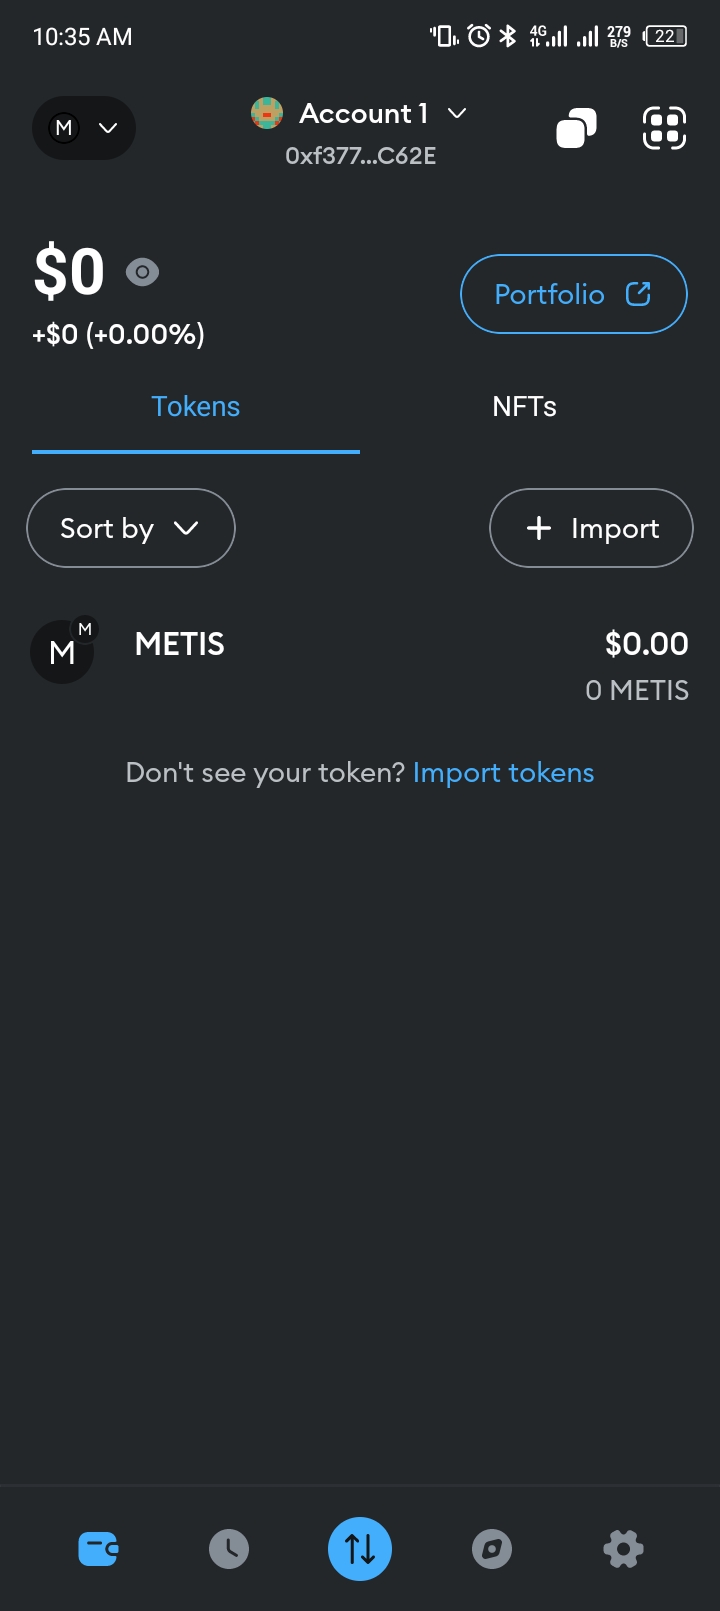 10:35 AM
4G
279
B/S
22
M
Account 1
0xf377...C62E
$0
+$0 (+0.00%)
Portfolio
Tokens
NFTs
Sort by
Import
M
M
METIS
$0.00
0 METIS
Don't see your token? Import tokens